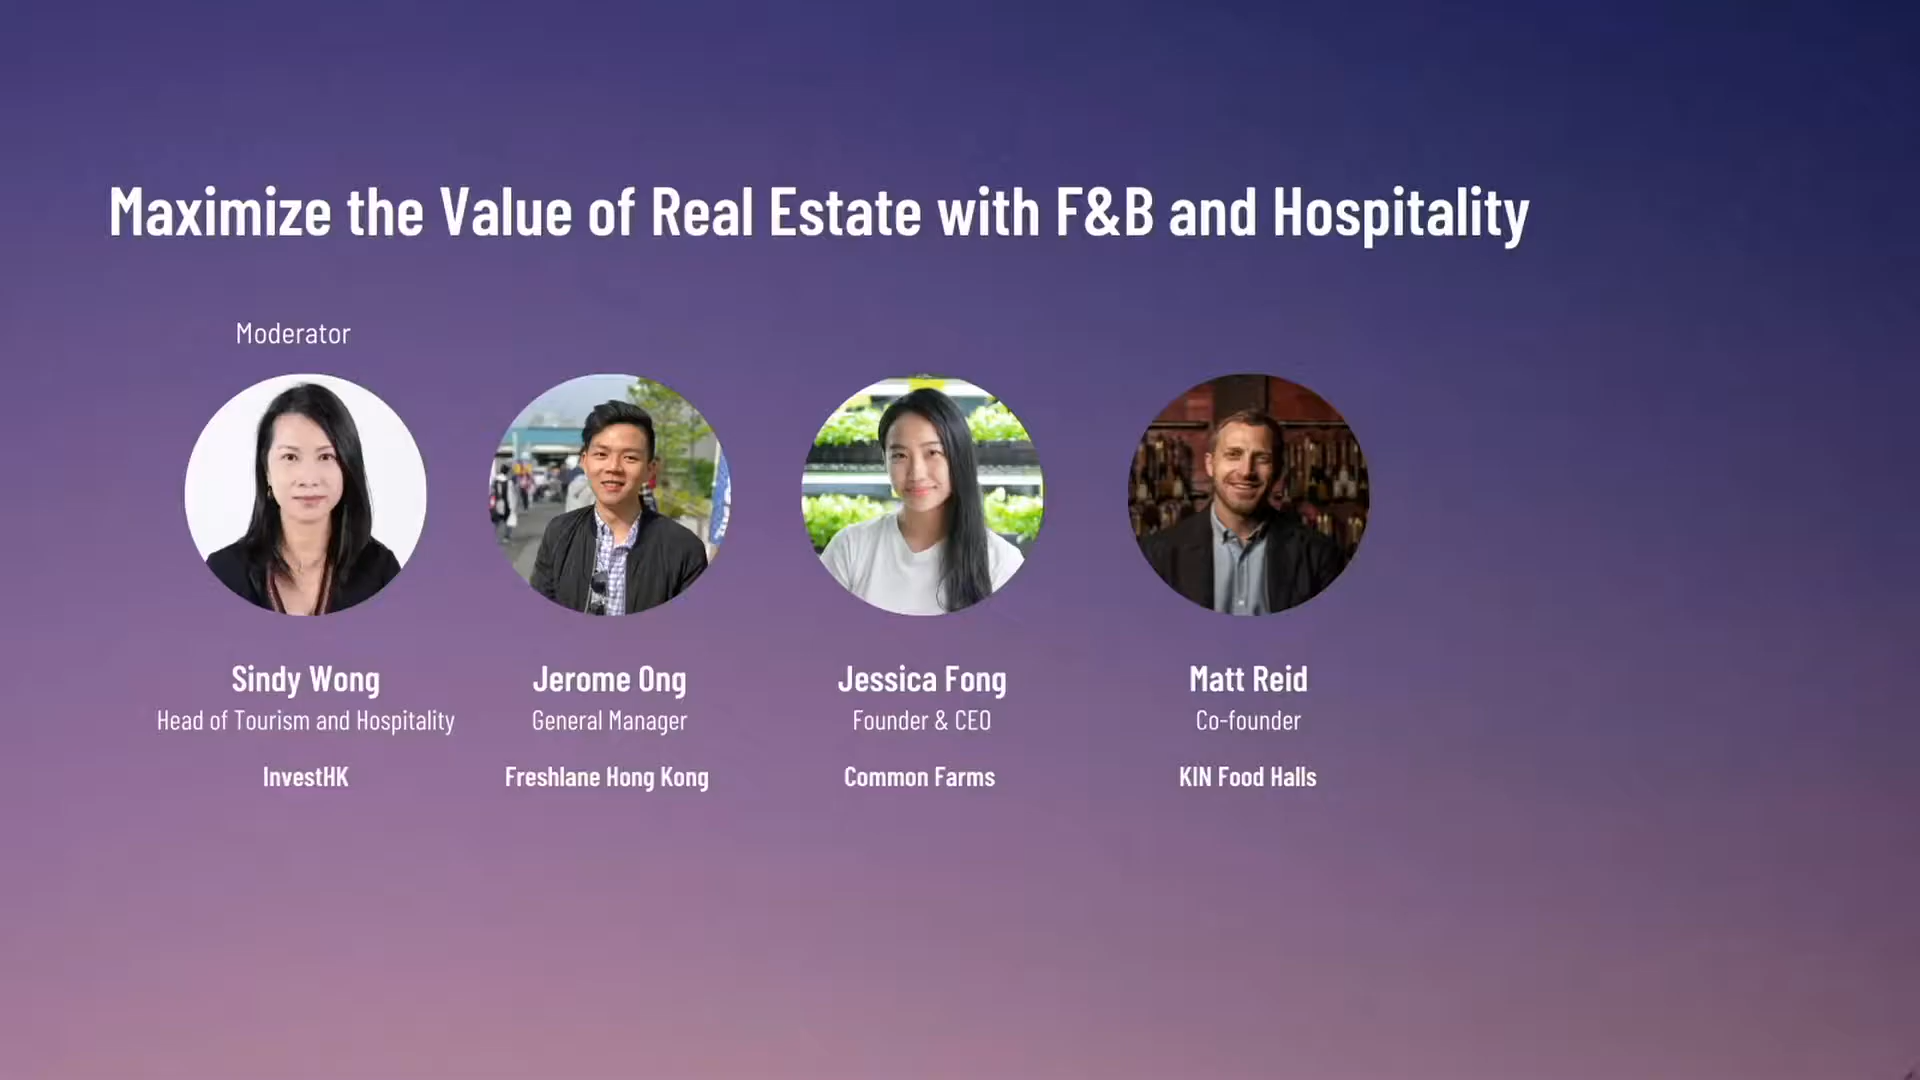 Maximize the Value of Real Estate with F&B and Hospitality
Moderator
Sindy Wong
Head of Tourism and Hospitality
InvestHK
Jerome Ong
General Manager
Freshlane Hong Kong
Jessica Fong
Founder & CEO
Common Farms
Matt Reid
Co-founder
KIN Food Halls